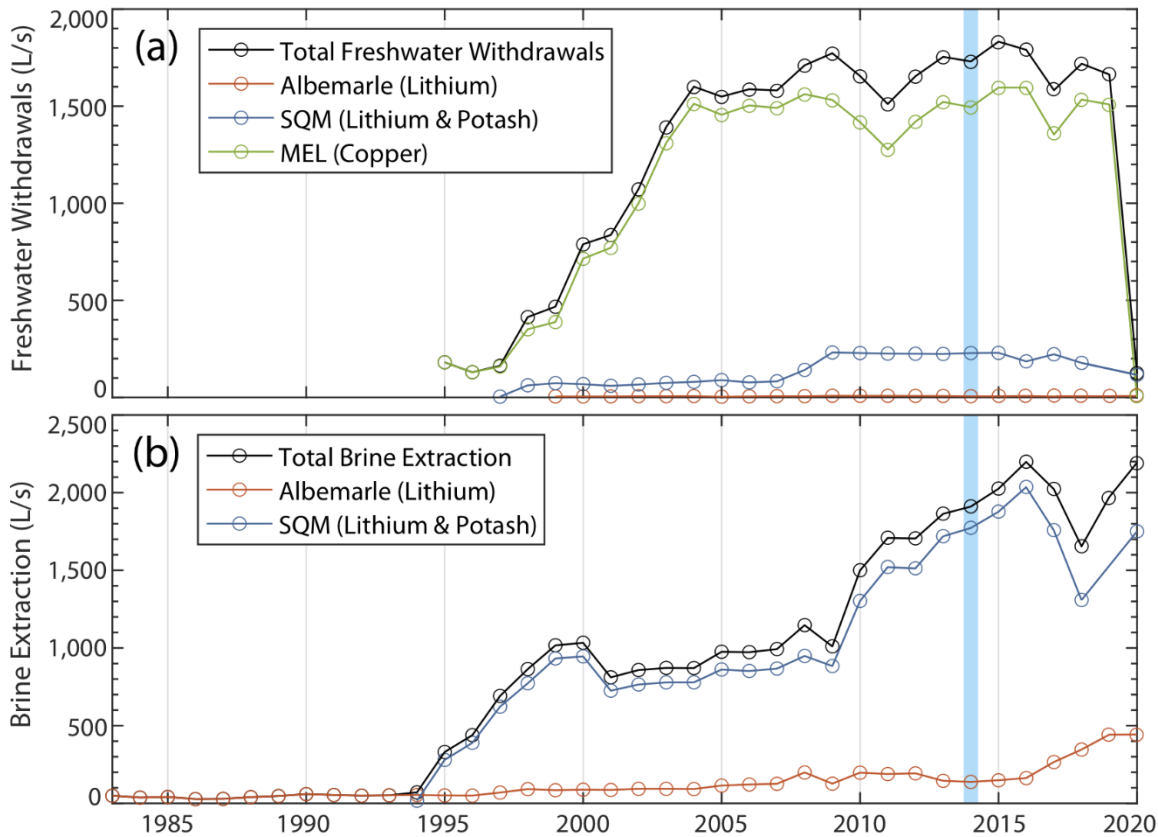 (a)
Total Freshwater Withdrawals
Albemarle (Lithium)
SQM (Lithium & Potash)
MEL (Copper)
Freshwater Withdrawals (L/s)
2,000
1,500
1,000
500
0
(b)
Total Brine Extraction
Albemarle (Lithium)
SQM (Lithium & Potash)
Brine Extraction (L/s)
2,500
2,000
1,500
1,000
500
0
1985 1990 1995 2000 2005 2010 2015 2020